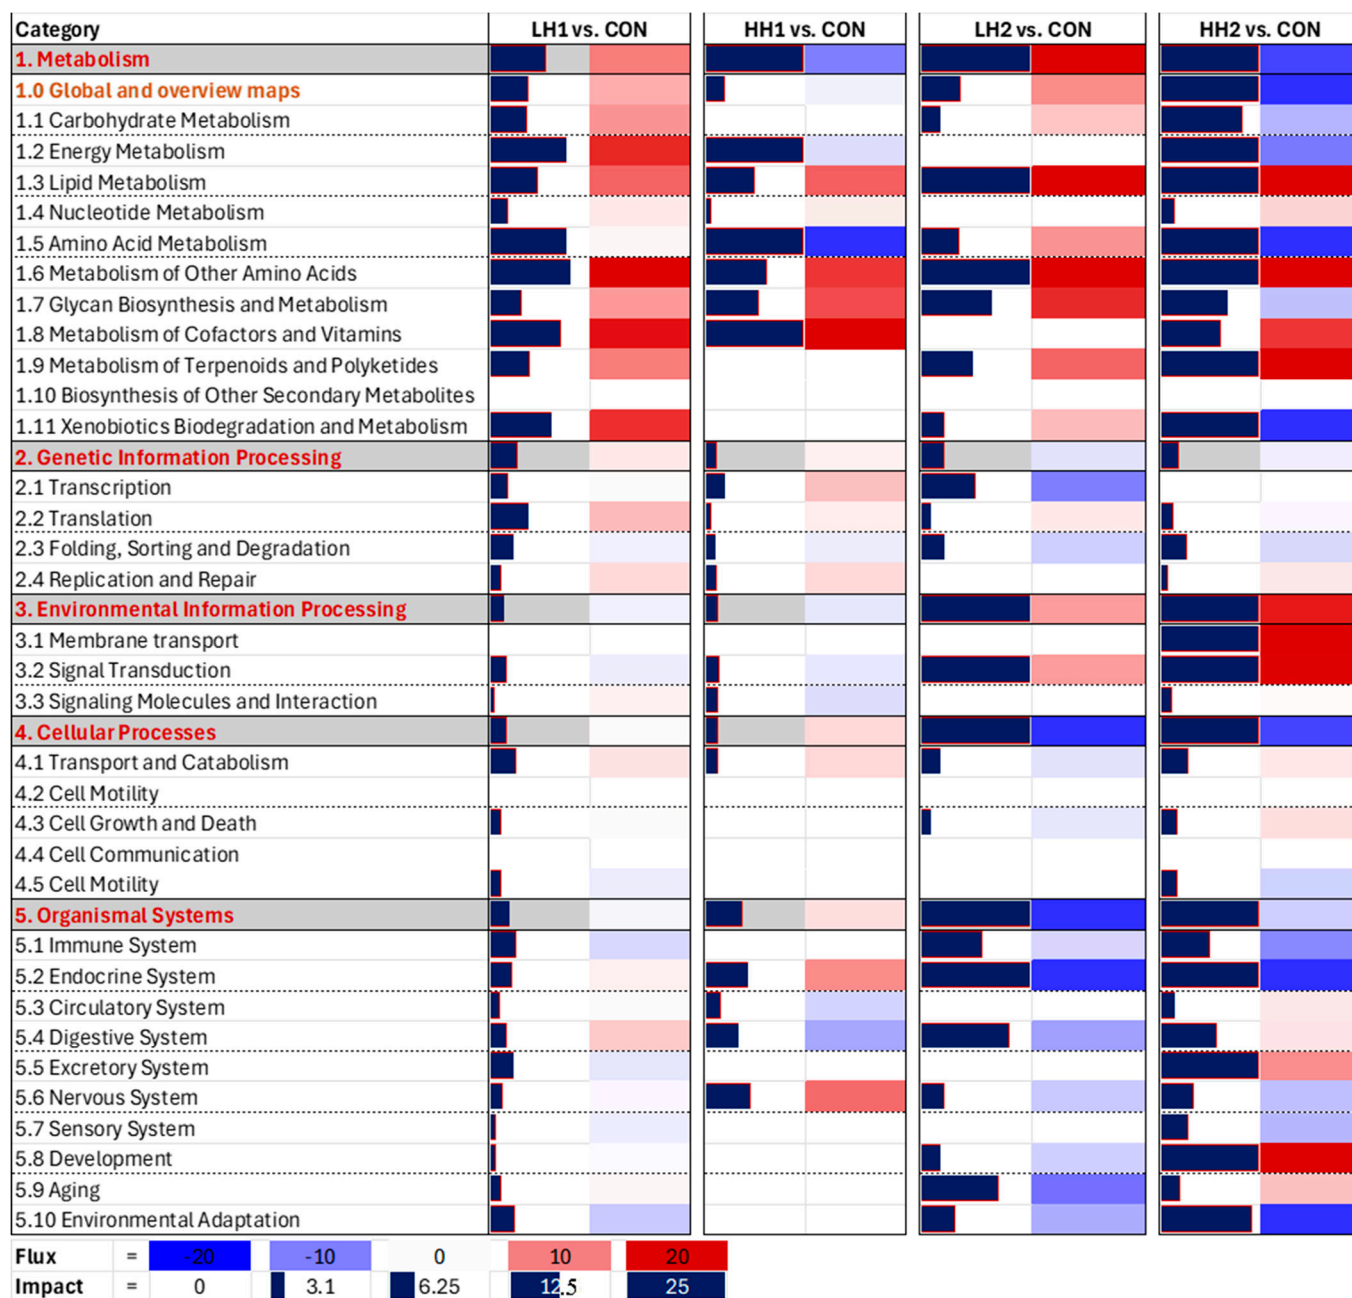 Category LH1 vs. CON HH1 vs. CON LH2 vs. CON HH2 vs. CON
1. Metabolism
1.0 Global and overview maps
1.1 Carbohydrate Metabolism
1.2 Energy Metabolism
1.3 Lipid Metabolism
1.4 Nucleotide Metabolism
1.5 Amino Acid Metabolism
1.6 Metabolism of Other Amino Acids
1.7 Glycan Biosynthesis and Metabolism
1.8 Metabolism of Cofactors and Vitamins
1.9 Metabolism of Terpenoids and Polyketides
1.10 Biosynthesis of Other Secondary Metabolites
1.11 Xenobiotics Biodegradation and Metabolism
2. Genetic Information Processing
2.1 Transcription
2.2 Translation
2.3 Folding, Sorting and Degradation
2.4 Replication and Repair
3. Environmental Information Processing
3.1 Membrane transport
3.2 Signal Transduction
3.3 Signaling Molecules and Interaction
4. Cellular Processes
4.1 Transport and Catabolism
4.2 Cell Motility
4.3 Cell Growth and Death
4.4 Cell Communication
4.5 Cell Motility
5. Organismal Systems
5.1 Immune System
5.2 Endocrine System
5.3 Circulatory System
5.4 Digestive System
5.5 Excretory System
5.6 Nervous System
5.7 Sensory System
5.8 Development
5.9 Aging
5.10 Environmental Adaptation
Flux = -20 -10 0 10 20
Impact = 0 3.1 6.25 12.5 25